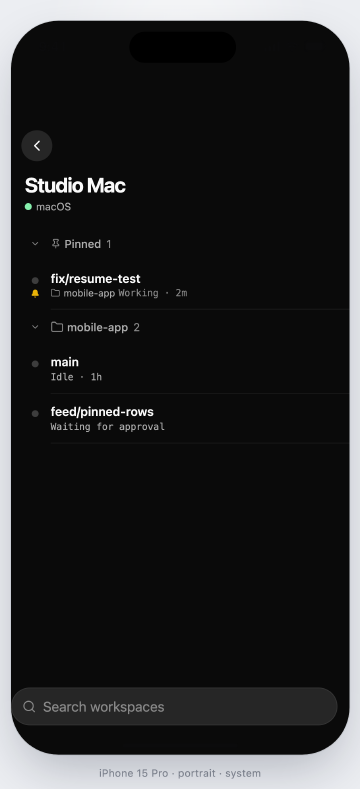 Studio Mac
macOS
Pinned 1
fix/resume-test
mobile-app Working · 2m
mobile-app 2
main
Idle · 1h
feed/pinned-rows
Waiting for approval
Search workspaces
iPhone 15 Pro · portrait · system